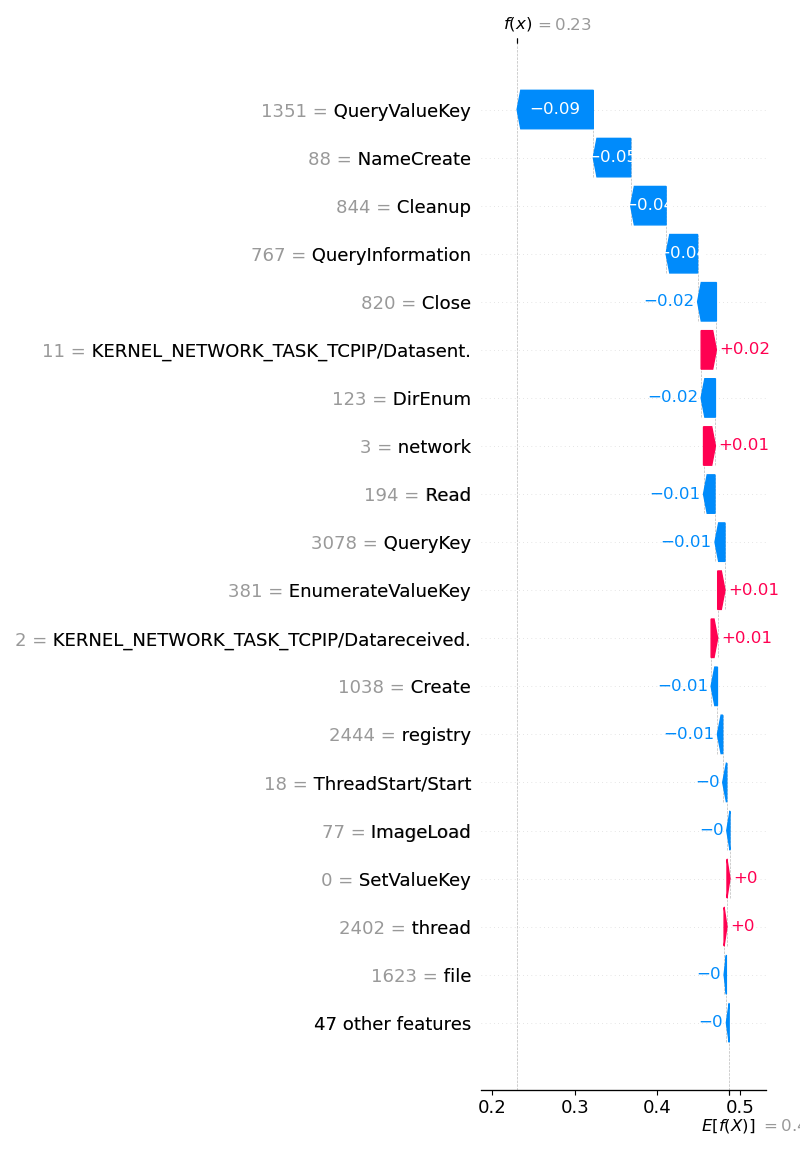 f(x) = 0.23
1351 = QueryValueKey −0.09
88 = NameCreate −0.05
844 = Cleanup −0.04
767 = QueryInformation
820 = Close −0.02
11 = KERNEL_NETWORK_TASK_TCPIP/Datasent. +0.02
123 = DirEnum −0.02
3 = network +0.01
194 = Read −0.01
3078 = QueryKey −0.01
381 = EnumerateValueKey +0.01
2 = KERNEL_NETWORK_TASK_TCPIP/Datareceived. +0.01
1038 = Create −0.01
2444 = registry −0.01
18 = ThreadStart/Start −0
77 = ImageLoad −0
0 = SetValueKey +0
2402 = thread +0
1623 = file −0
47 other features −0
0.2 0.3 0.4 0.5
E[f(X)]